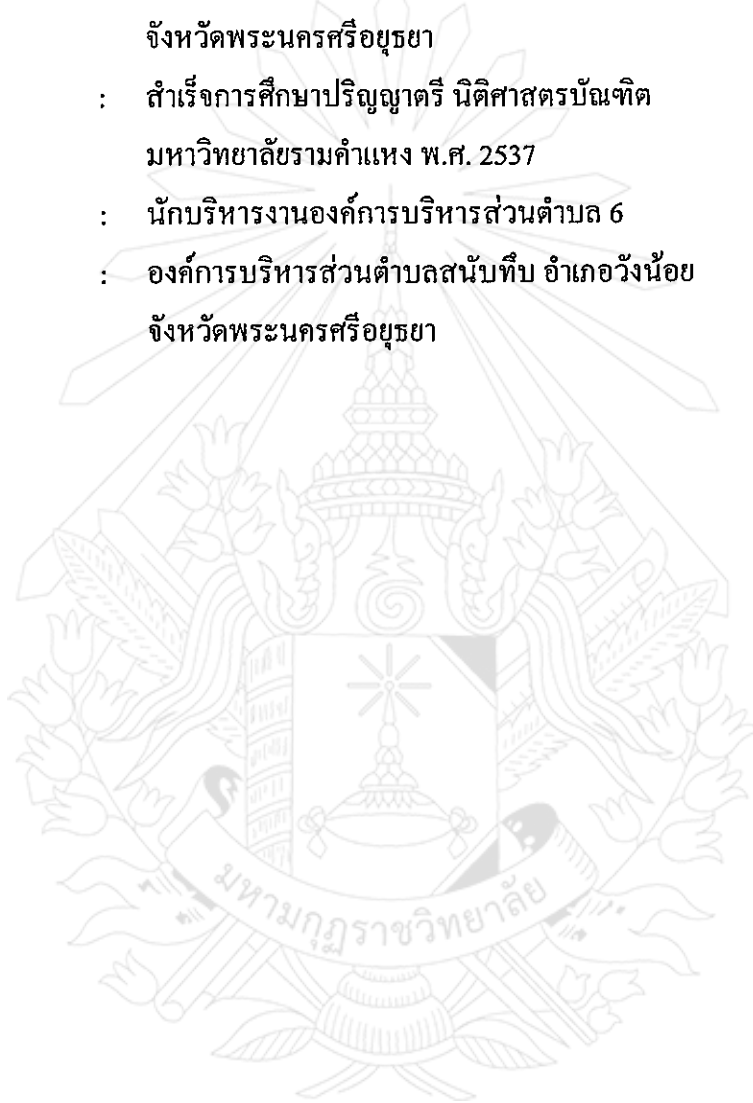 จังหวัดพระนครศรีอยุธยา
: สำเร็จการศึกษาปริญญาตรี นิติศาสตรบัณฑิต
มหาวิทยาลัยรามคำแหง พ.ศ. 2537
: นักบริหารงานองค์การบริหารส่วนตำบล 6
: องค์การบริหารส่วนตำบลสนับทึบ อำเภอวังน้อย
จังหวัดพระนครศรีอยุธยา
มหามกุฏราชวิทยาลัย